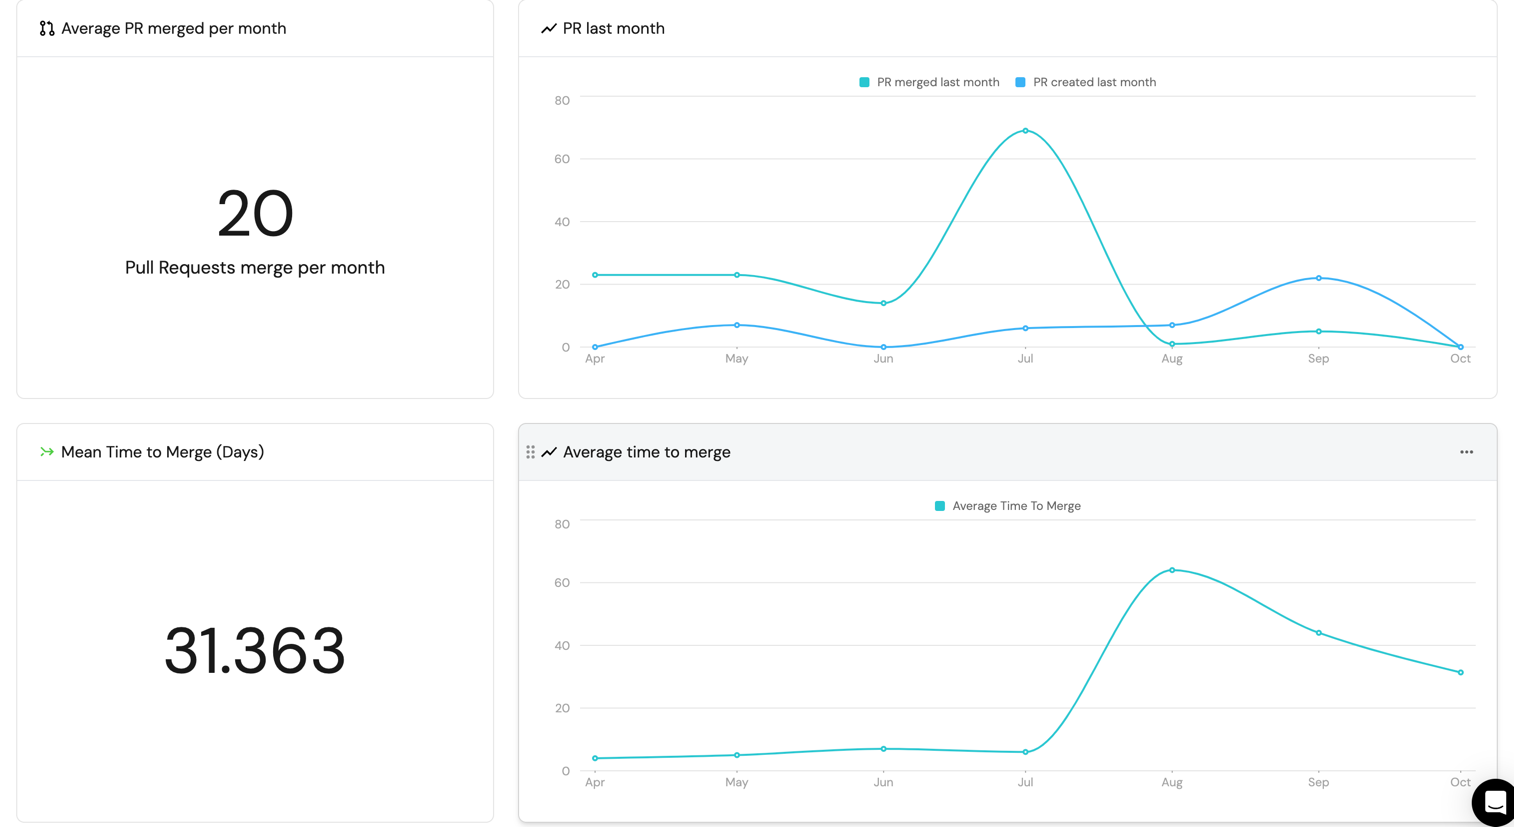 Average PR merged per month
20
Pull Requests merge per month
PR last month
PR merged last month PR created last month
80
60
40
20
0
Apr May Jun Jul Aug Sep Oct
Mean Time to Merge (Days)
31.363
Average time to merge
Average Time To Merge
80
60
40
20
0
Apr May Jun Jul Aug Sep Oct